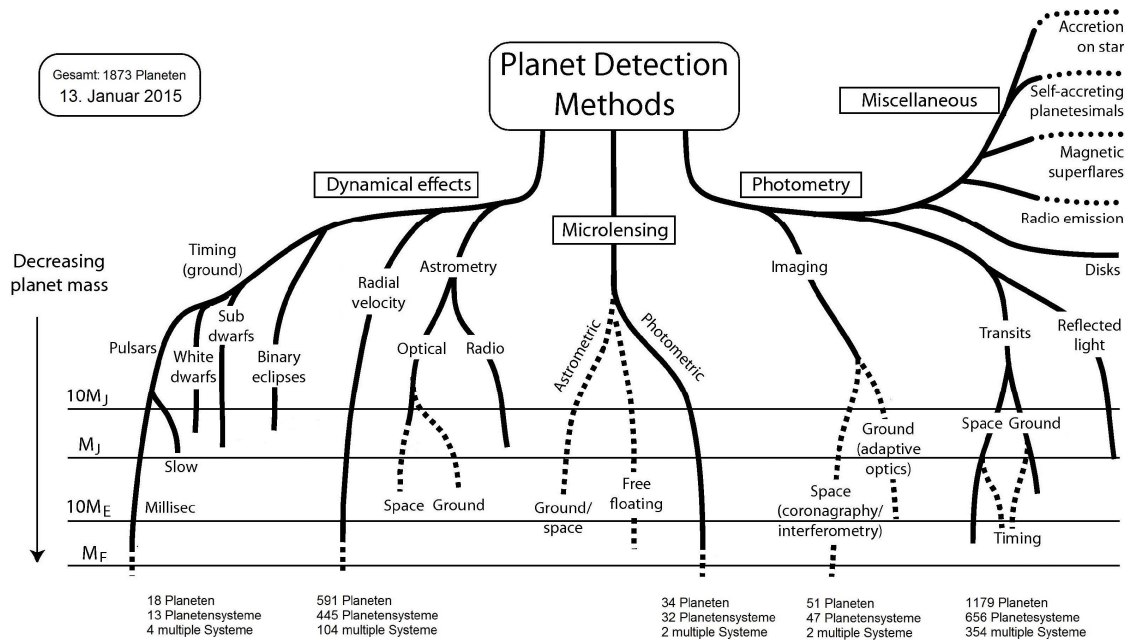 Planet Detection
Methods
Gesamt: 1873 Planeten
13. Januar 2015
Accretion
on star
Self-accreting
planetesimals
Miscellaneous
Magnetic
superflares
Radio emission
Disks
Dynamical effects
Photometry
Microlensing
Decreasing
planet mass
Timing
(ground)
Pulsars
White
dwarfs
Sub
dwarfs
Binary
eclipses
Radial
velocity
Astrometry
Optical
Radio
Astrometric
Photometric
Imaging
Transits
Reflected
light
10MJ
MJ
10ME
ME
Slow
Millisec
Space
Ground
Ground/
space
Free
floating
Ground
(adaptive
optics)
Space
(coronagraphy/
interferometry)
Space
Ground
Timing
18 Planeten
13 Planetensysteme
4 multiple Systeme
591 Planeten
445 Planetensysteme
104 multiple Systeme
34 Planeten
32 Planetensysteme
2 multiple Systeme
51 Planeten
47 Planetensysteme
2 multiple Systeme
1179 Planeten
656 Planetesysteme
354 multiple Systeme